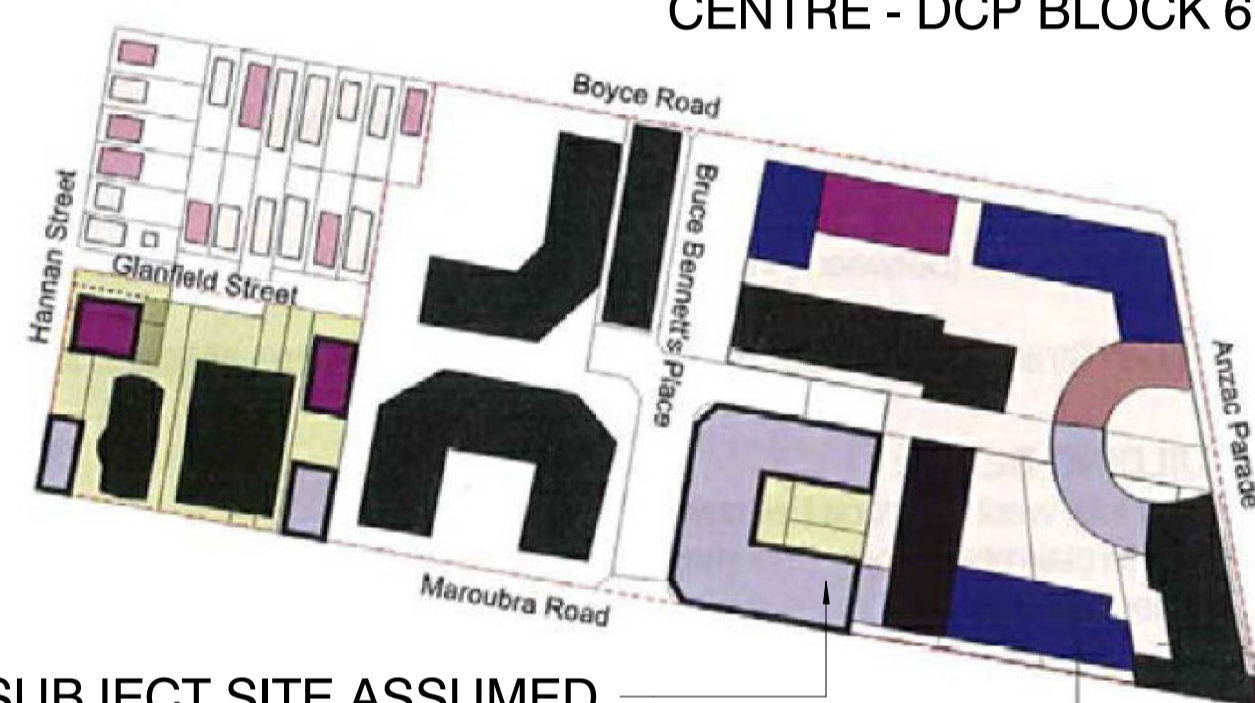 CENTRE - DCP BLOCK 6
Boyce Road
Bruce Bennetts Place
Hannan Street
Glanfield Street
Anzac Parade
Maroubra Road
SUBJECT SITE ASSUMED